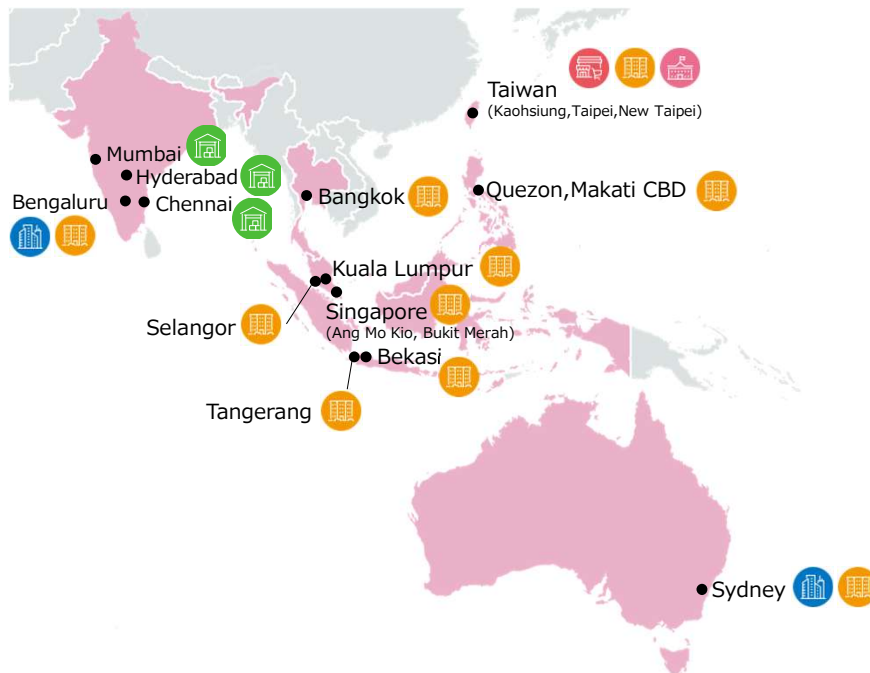 Taiwan
(Kaohsiung,Taipei,New Taipei)
Mumbai
Hyderabad
Bengaluru
Chennai
Bangkok
Quezon,Makati CBD
Kuala Lumpur
Singapore
(Ang Mo Kio, Bukit Merah)
Selangor
Bekasi
Tangerang
Sydney